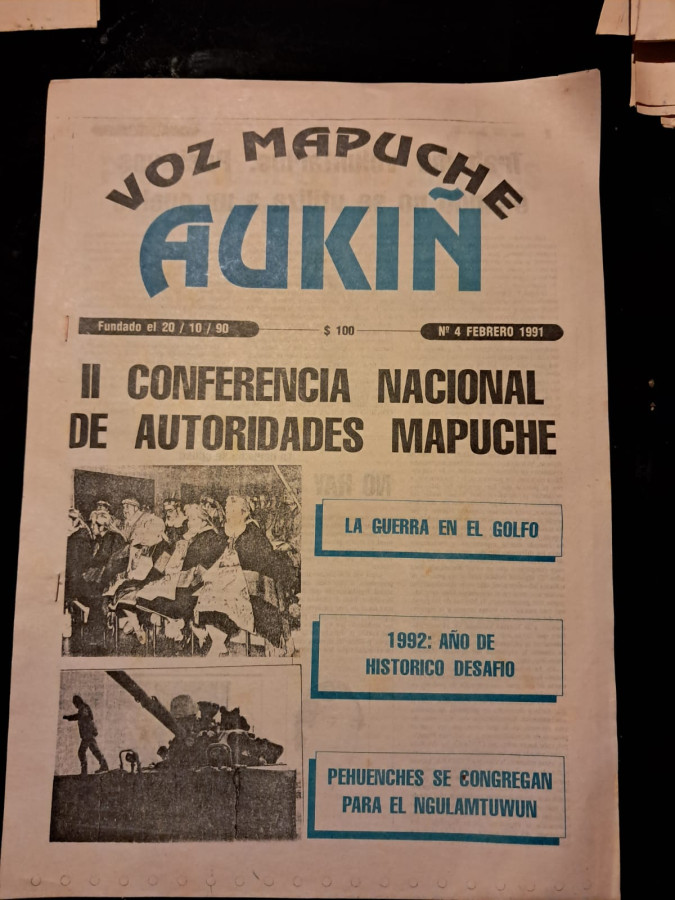 VOZ MAPUCHE
AUKIÑ
Fundado el 20 / 10 / 90
$ 100
Nº 4 FEBRERO 1991
II CONFERENCIA NACIONAL
DE AUTORIDADES MAPUCHE
LA GUERRA EN EL GOLFO
1992: AÑO DE
HISTORICO DESAFIO
PEHUENCHES SE CONGREGAN
PARA EL NGULAMTUWUN